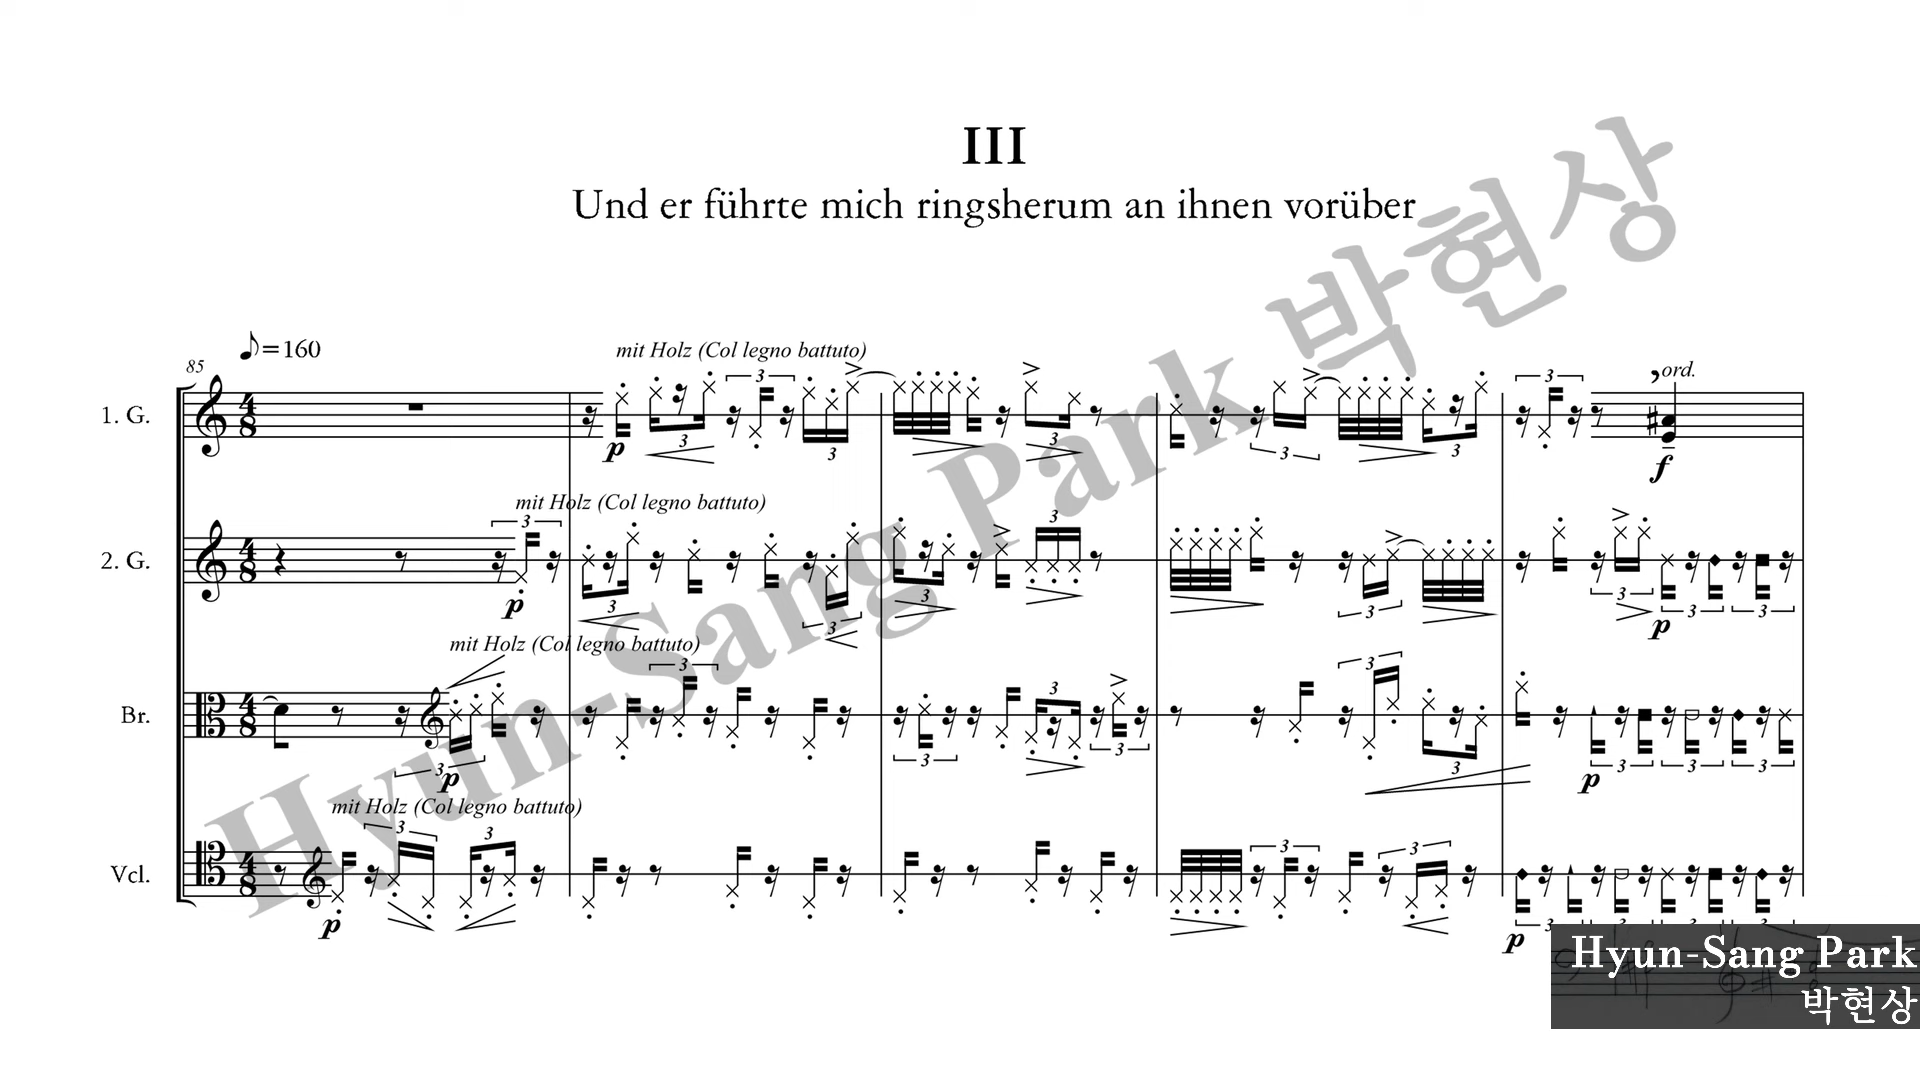 III
Und er führte mich ringsherum an ihnen vorüber
Hyun-Sang Park 박현상
♪=160
85
mit Holz (Col legno battuto)
ord.
1. G.
p
f
mit Holz (Col legno battuto)
2. G.
p
p
mit Holz (Col legno battuto)
Br.
p
p
mit Holz (Col legno battuto)
Vcl.
p
p
Hyun-Sang Park
박현상